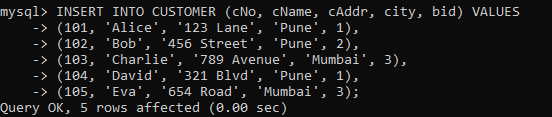 mysql> INSERT INTO CUSTOMER (cNo, cName, cAddr, city, bid) VALUES
    -> (101, 'Alice', '123 Lane', 'Pune', 1),
    -> (102, 'Bob', '456 Street', 'Pune', 2),
    -> (103, 'Charlie', '789 Avenue', 'Mumbai', 3),
    -> (104, 'David', '321 Blvd', 'Pune', 1),
    -> (105, 'Eva', '654 Road', 'Mumbai', 3);
Query OK, 5 rows affected (0.00 sec)